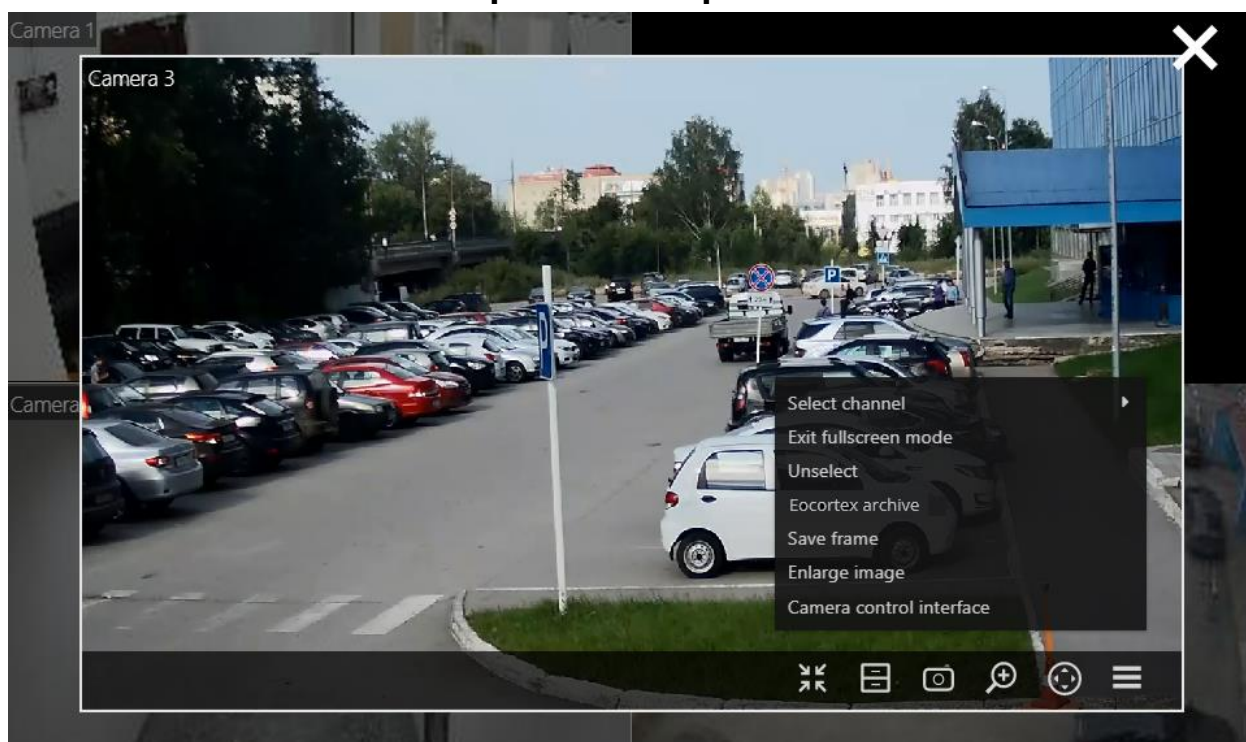 Camera 1
Camera 3
Camera
P
P
Select channel
Exit fullscreen mode
Unselect
Eocortex archive
Save frame
Enlarge image
Camera control interface